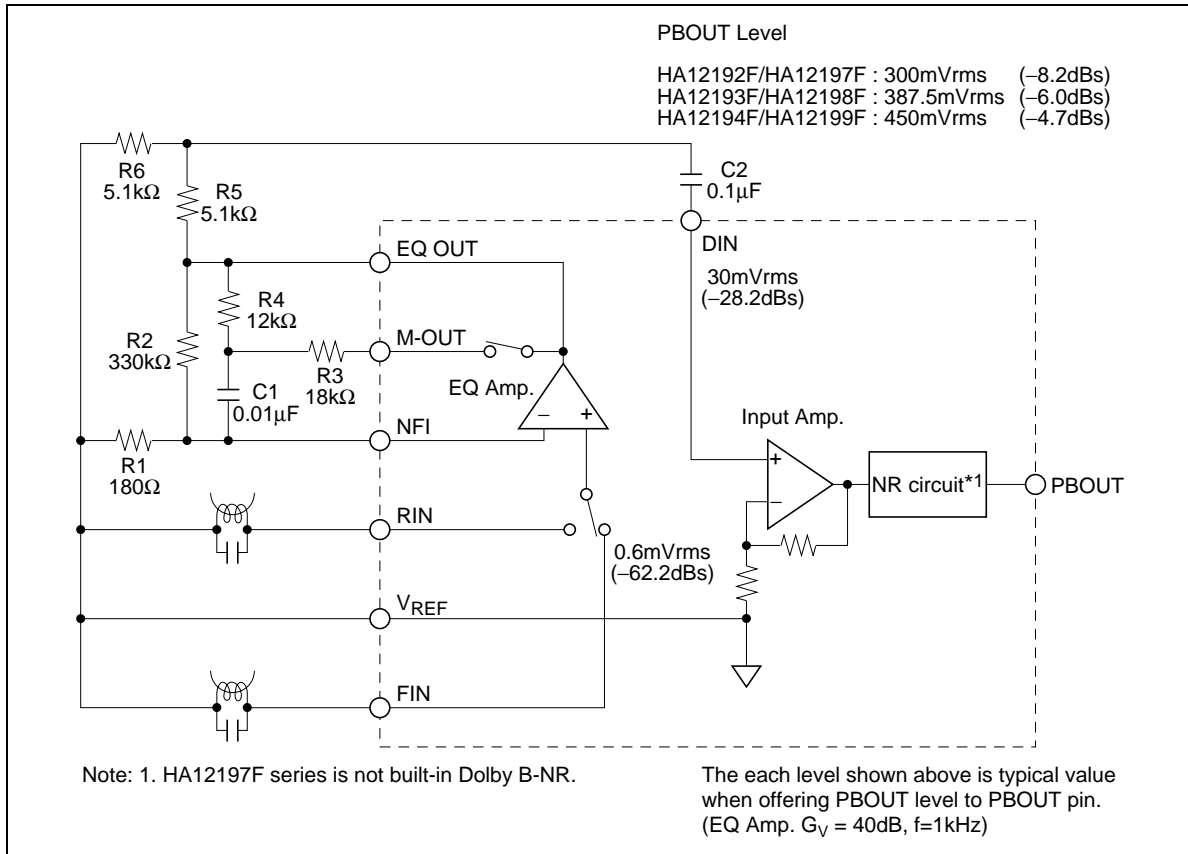 PBOUT Level
HA12192F/HA12197F : 300mVrms (–8.2dBs)
HA12193F/HA12198F : 387.5mVrms (–6.0dBs)
HA12194F/HA12199F : 450mVrms (–4.7dBs)
R6
5.1kΩ
R5
5.1kΩ
C2
0.1µF
EQ OUT
DIN
30mVrms
(–28.2dBs)
R4
12kΩ
R2
330kΩ
M-OUT
R3
18kΩ
C1
0.01µF
EQ Amp.
– +
NFI
R1
180Ω
Input Amp.
+
–
NR circuit*1
PBOUT
RIN
0.6mVrms
(–62.2dBs)
VREF
FIN
Note: 1. HA12197F series is not built-in Dolby B-NR.
The each level shown above is typical value
when offering PBOUT level to PBOUT pin.
(EQ Amp. GV = 40dB, f=1kHz)